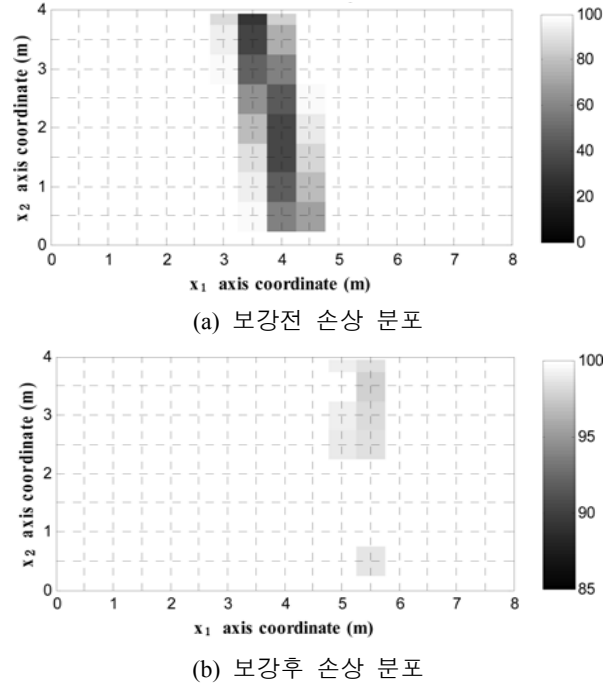 4
3
2
1
0
x₂ axis coordinate (m)
0 1 2 3 4 5 6 7 8
x₁ axis coordinate (m)
100
80
60
40
20
0
(a) 보강전 손상 분포
4
3
2
1
0
x₂ axis coordinate (m)
0 1 2 3 4 5 6 7 8
x₁ axis coordinate (m)
100
95
90
85
(b) 보강후 손상 분포